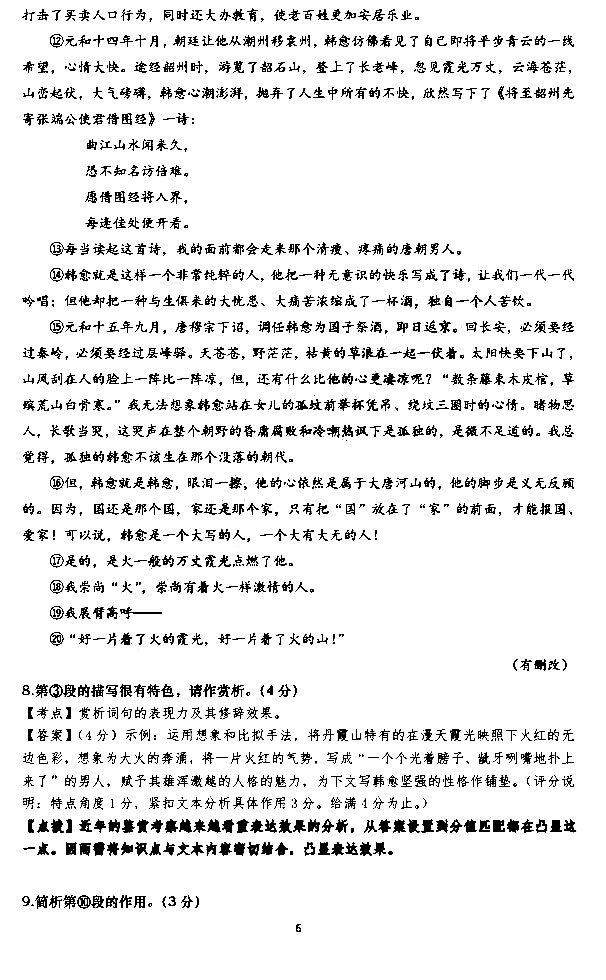 打击了买卖人口行为，同时还大办教育，使老百姓更加安居乐业。
⑫元和十四年十月，朝廷让他从潮州移袁州，韩愈仿佛看见了自己即将平步青云的一线
希望，心情大快。途经韶州时，游览了韶石山，登上了长老峰，忽见霞光万丈，云海苍茫，
山峦起伏，大气磅礴，韩愈心潮澎湃，抛弃了人生中所有的不快，欣然写下了《将至韶州先
寄张端公使君借图经》一诗：
曲江山水闻来久，
恐不知名访倍难。
愿借图经将入界，
每逢佳处便开看。
⑬每当读起这首诗，我的面前都会走来那个清瘦、疼痛的唐朝男人。
⑭韩愈就是这样一个非常纯粹的人，他把一种无意识的快乐写成了诗，让我们一代一代
吟唱；但他却把一种与生俱来的大忧患、大痛苦浓缩成了一杯酒，独自一个人苦饮。
⑮元和十五年九月，唐穆宗下诏，调任韩愈为国子祭酒，即日返京。回长安，必须要经
过秦岭，必须要经过层峰驿。天苍苍，野茫茫，枯黄的草浪在一起一伏着。太阳快要下山了，
山风刮在人的脸上一阵比一阵凉，但，还有什么比他的心更凄凉呢？“数条藤束木皮棺，草
殡荒山白骨寒。”我无法想象韩愈站在女儿的孤坟前举杯凭吊、绕坟三圈时的心情。睹物思
人，长歌当哭，这哭声在整个朝野的昏庸腐败和冷嘲热讽下是孤独的，是微不足道的。我总
觉得，孤独的韩愈不该生在那个没落的朝代。
⑯但，韩愈就是韩愈，眼泪一擦，他的心依然是属于大唐河山的，他的脚步是义无反顾
的。因为，国还是那个国，家还是那个家，只有把“国”放在了“家”的前面，才能报国、
爱家！可以说，韩愈是一个大写的人，一个大有大无的人！
⑰是的，是火一般的万丈霞光点燃了他。
⑱我崇尚“火”，崇尚有着火一样激情的人。
⑲我展臂高呼——
⑳“好一片着了火的霞光，好一片着了火的山！”
（有删改）
8.第③段的描写很有特色，请作赏析。（4 分）
【考点】赏析词句的表现力及其修辞效果。
【答案】（4 分）示例：运用想象和比拟手法，将丹霞山特有的在漫天霞光映照下火红的无
边色彩，想象为大火的奔涌，将一片火红的气势，写成“一个个光着膀子、龇牙咧嘴地扑上
来了”的男人，赋予其雄浑激越的人格的魅力，为下文写韩愈坚强的性格作铺垫。（评分说
明：特点角度 1 分，紧扣文本分析具体作用 3 分。给满 4 分为止。）
【点拨】近年的鉴赏考察越来越看重表达效果的分析，从答案设置到分值匹配都在凸显这
一点。因而需将知识点与文本内容密切结合，凸显表达效果。
9.简析第⑩段的作用。（3 分）
6